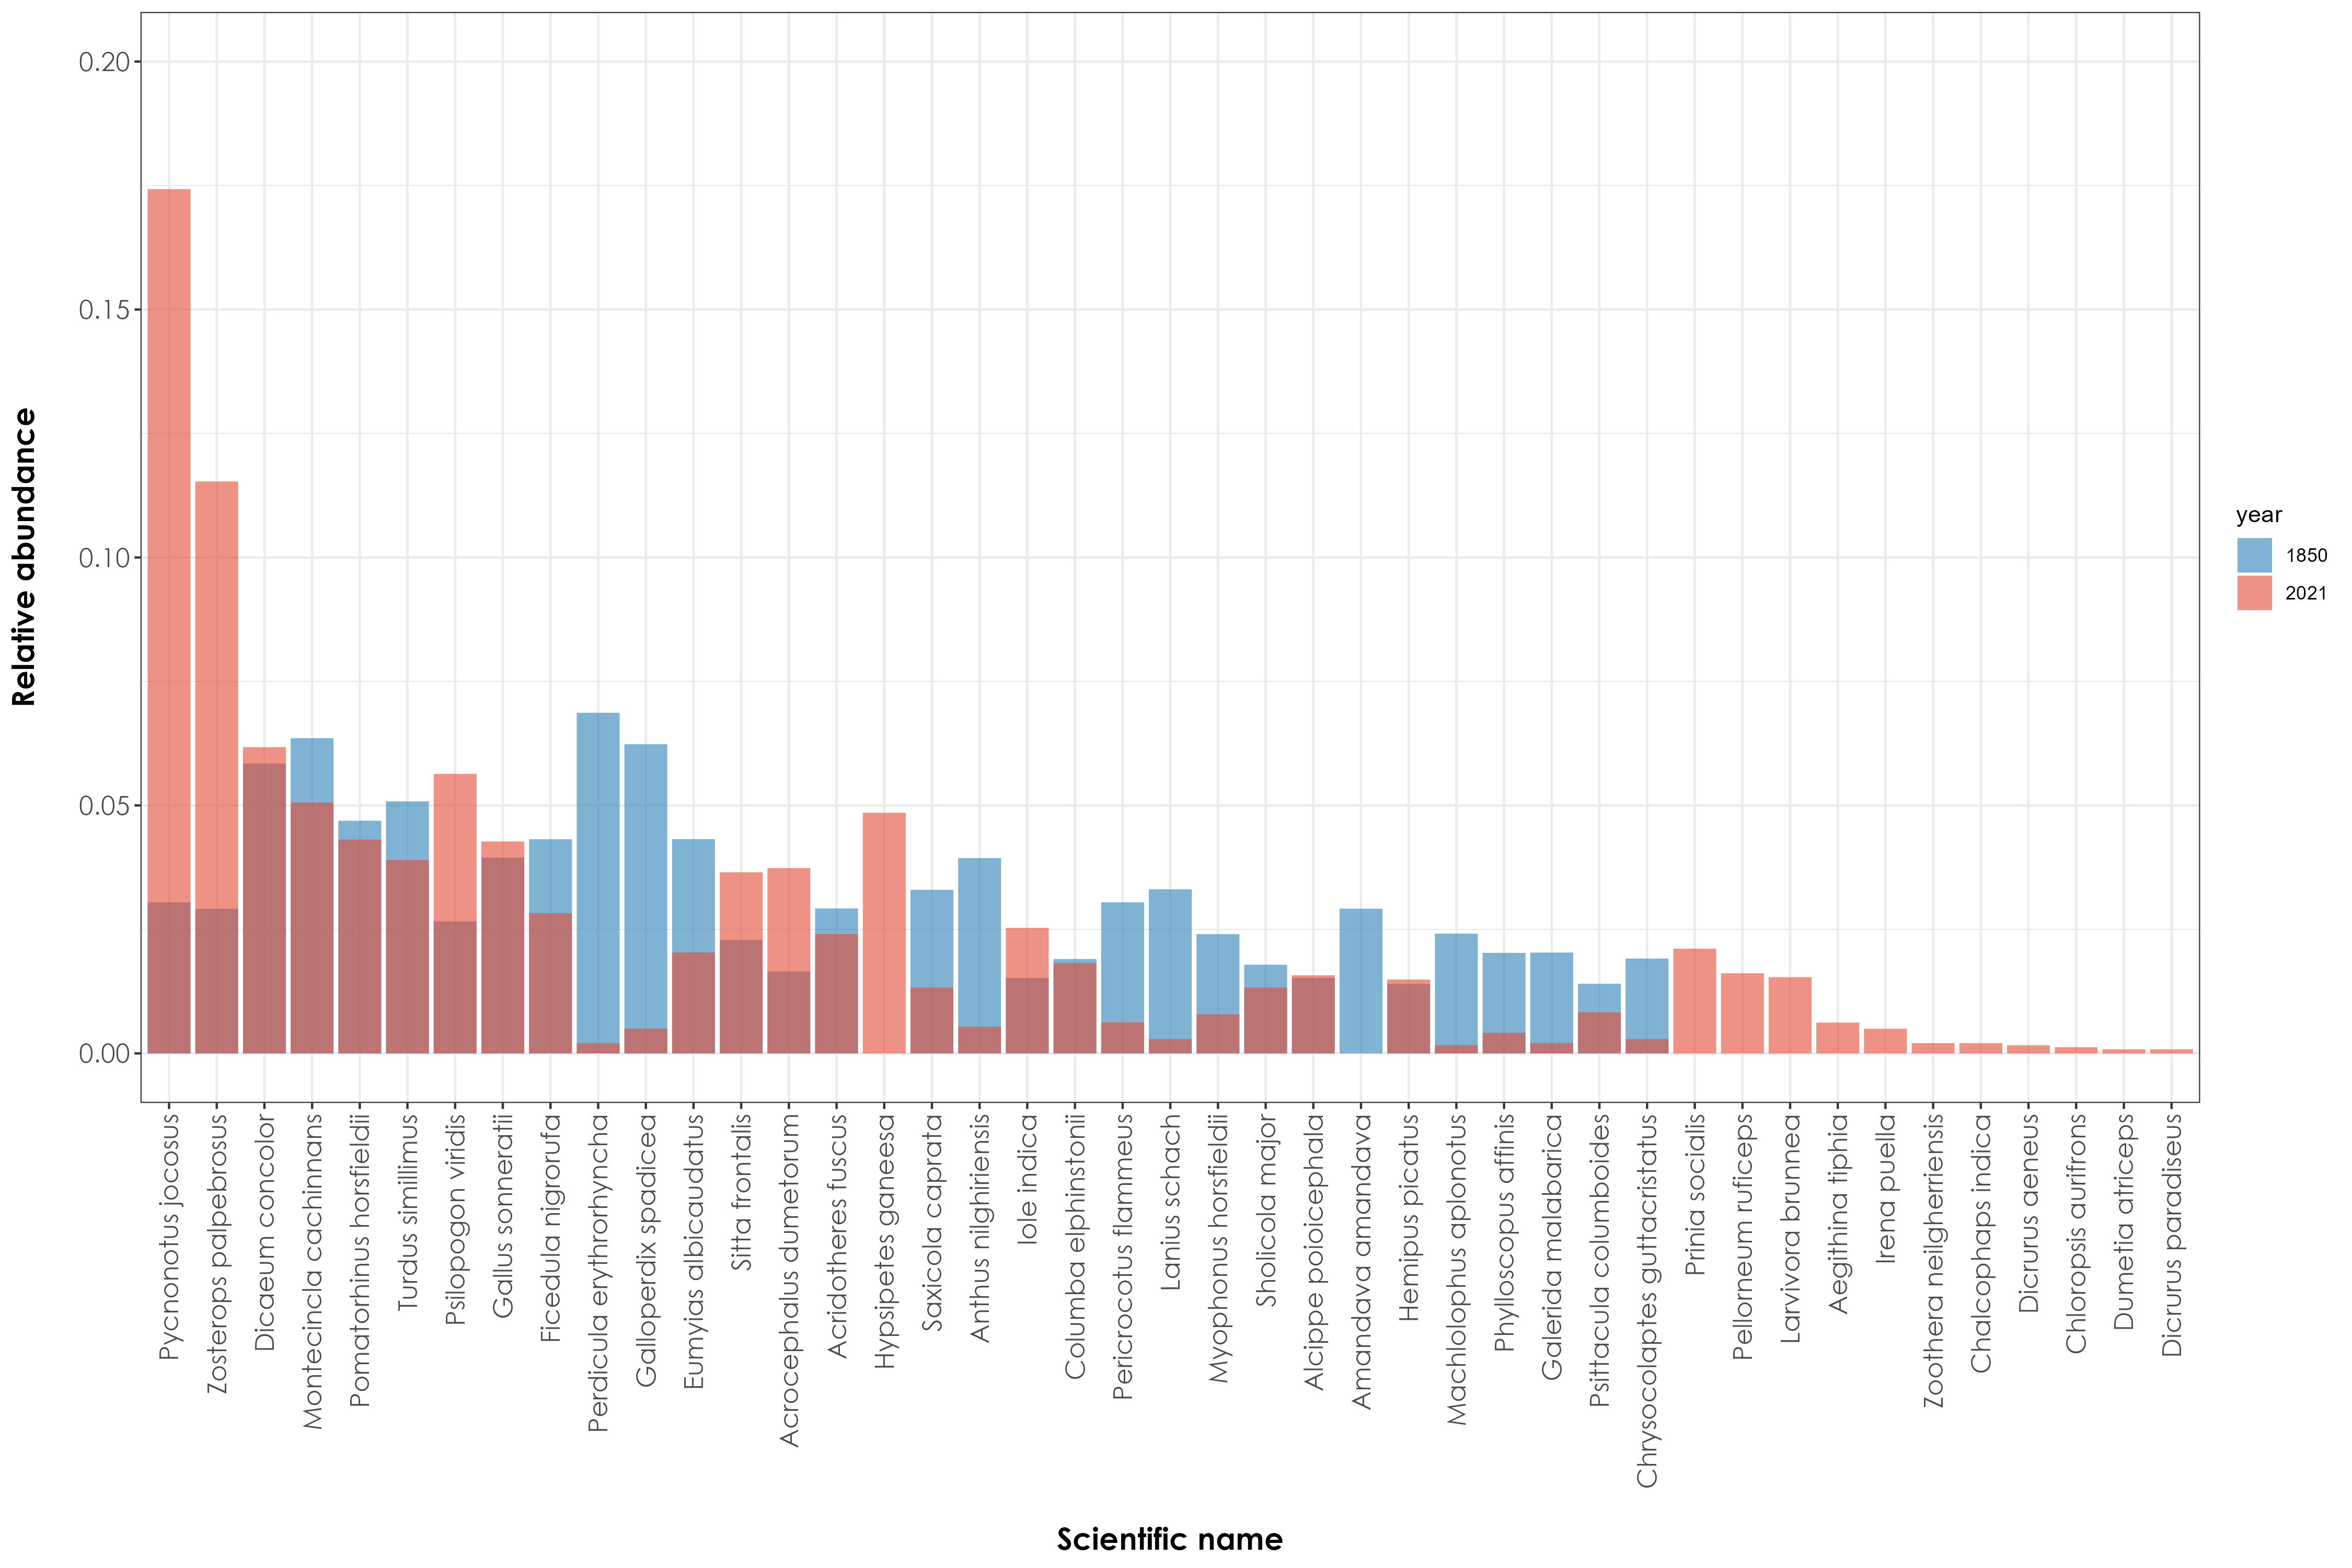 0.20
0.15
0.10
0.05
0.00
Relative abundance
Pycnonotus jocosus
Zosterops palpebrosus
Dicaeum concolor
Montecincla cachinnans
Pomatorhinus horsfieldii
Turdus simillimus
Psilopogon viridis
Gallus sonneratii
Ficedula nigrorufa
Perdicula erythrorhyncha
Galloperdix spadicea
Eumyias albicaudatus
Sitta frontalis
Acrocephalus dumetorum
Acridotheres fuscus
Hypsipetes ganeesa
Saxicola caprata
Anthus nilghiriensis
Iole indica
Columba elphinstonii
Pericrocotus flammeus
Lanius schach
Myophonus horsfieldii
Sholicola major
Alcippe poioicephala
Amandava amandava
Hemipus picatus
Machlolophus aplonotus
Phylloscopus affinis
Galerida malabarica
Psittacula columboides
Chrysocolaptes guttacristatus
Prinia socialis
Pellorneum ruficeps
Larvivora brunnea
Aegithina tiphia
Irena puella
Zoothera neilgherriensis
Chalcophaps indica
Dicrurus aeneus
Chloropsis aurifrons
Dumetia atriceps
Dicrurus paradiseus
Scientific name
year
1850
2021